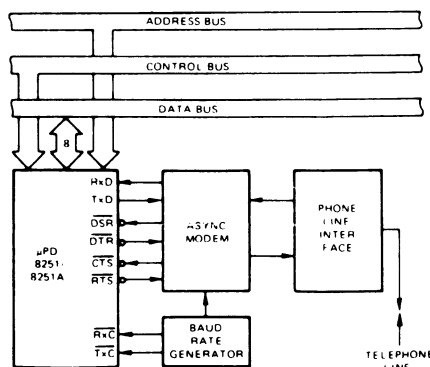 ADDRESS BUS
CONTROL BUS
DATA BUS
8
μPD
8251/
8251A
RxD
TxD
DSR
DTR
CTS
RTS
RxC
TxC
ASYNC
MODEM
BAUD
RATE
GENERATOR
PHONE
LINE
INTER
FACE
TELEPHONE
LINE